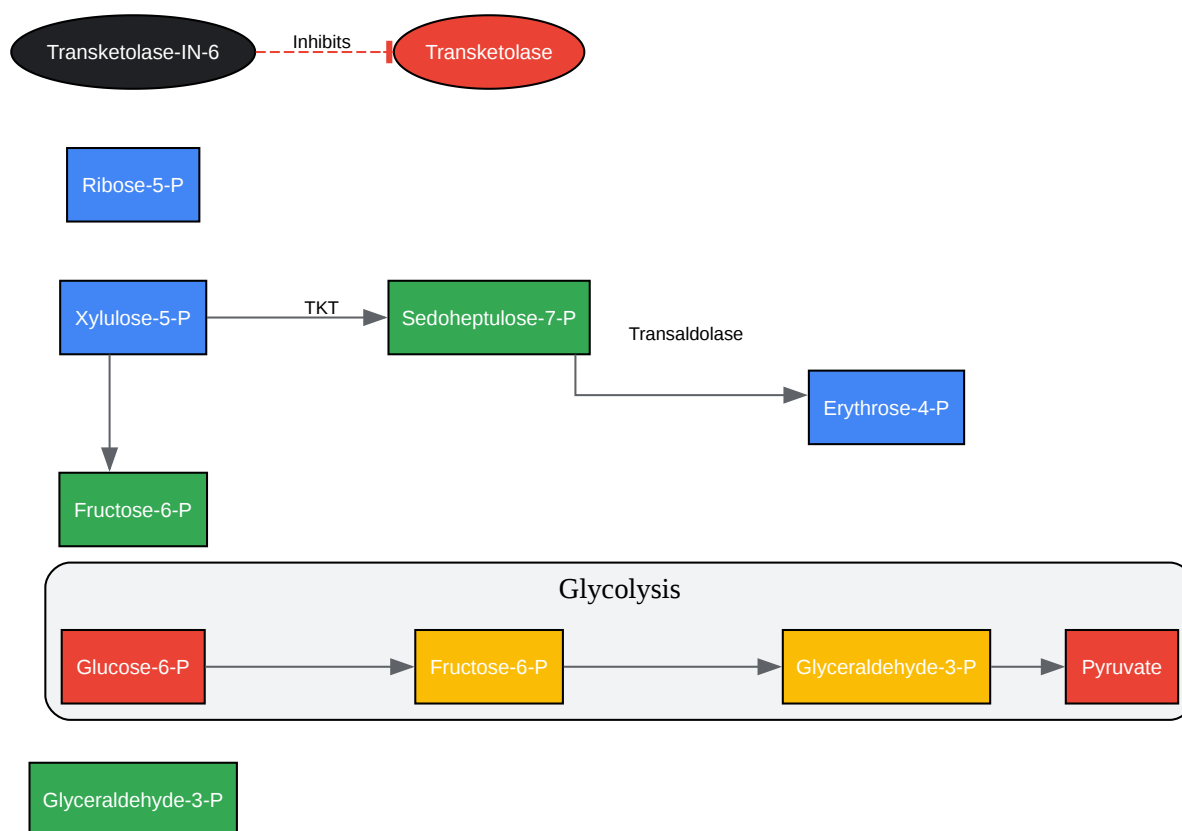 Transketolase-IN-6
Inhibits
Transketolase
Ribose-5-P
Xylulose-5-P
TKT
Sedoheptulose-7-P
Transaldolase
Erythrose-4-P
Fructose-6-P
Glycolysis
Glucose-6-P
Fructose-6-P
Glyceraldehyde-3-P
Pyruvate
Glyceraldehyde-3-P